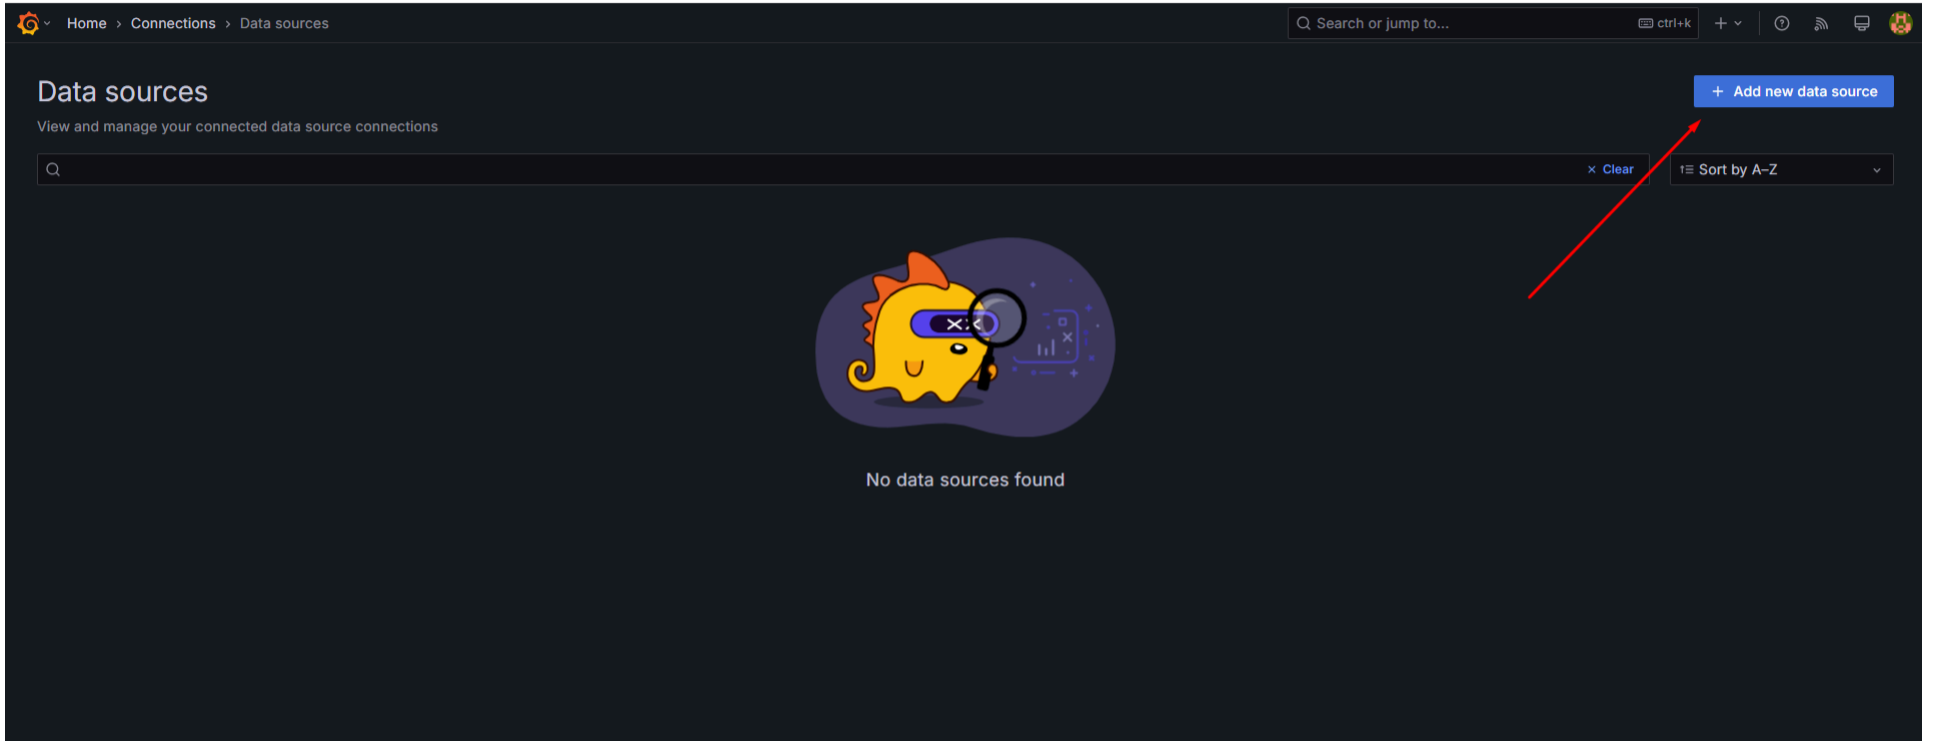 Home > Connections > Data sources
Search or jump to...
ctrl+k
Data sources
+ Add new data source
View and manage your connected data source connections
× Clear
Sort by A–Z
No data sources found